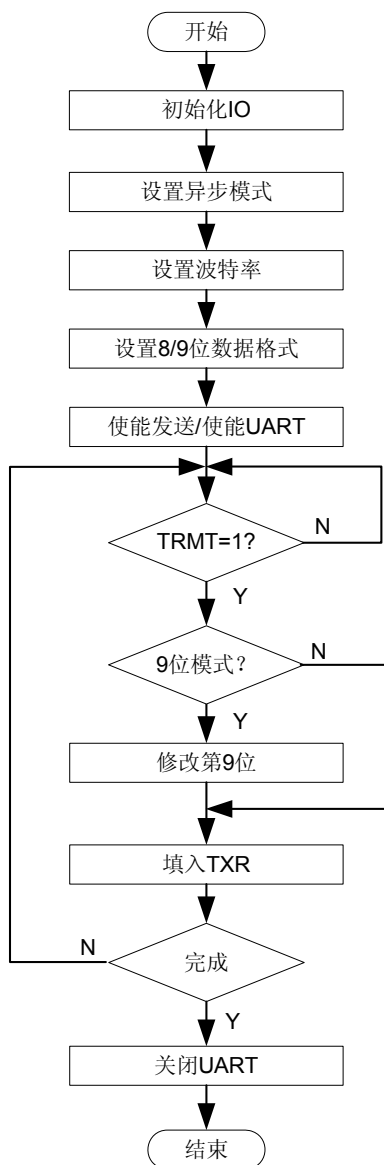 开始
初始化IO
设置异步模式
设置波特率
设置8/9位数据格式
使能发送/使能UART
TRMT=1?
N
Y
9位模式？
N
Y
修改第9位
填入TXR
N
完成
Y
关闭UART
结束